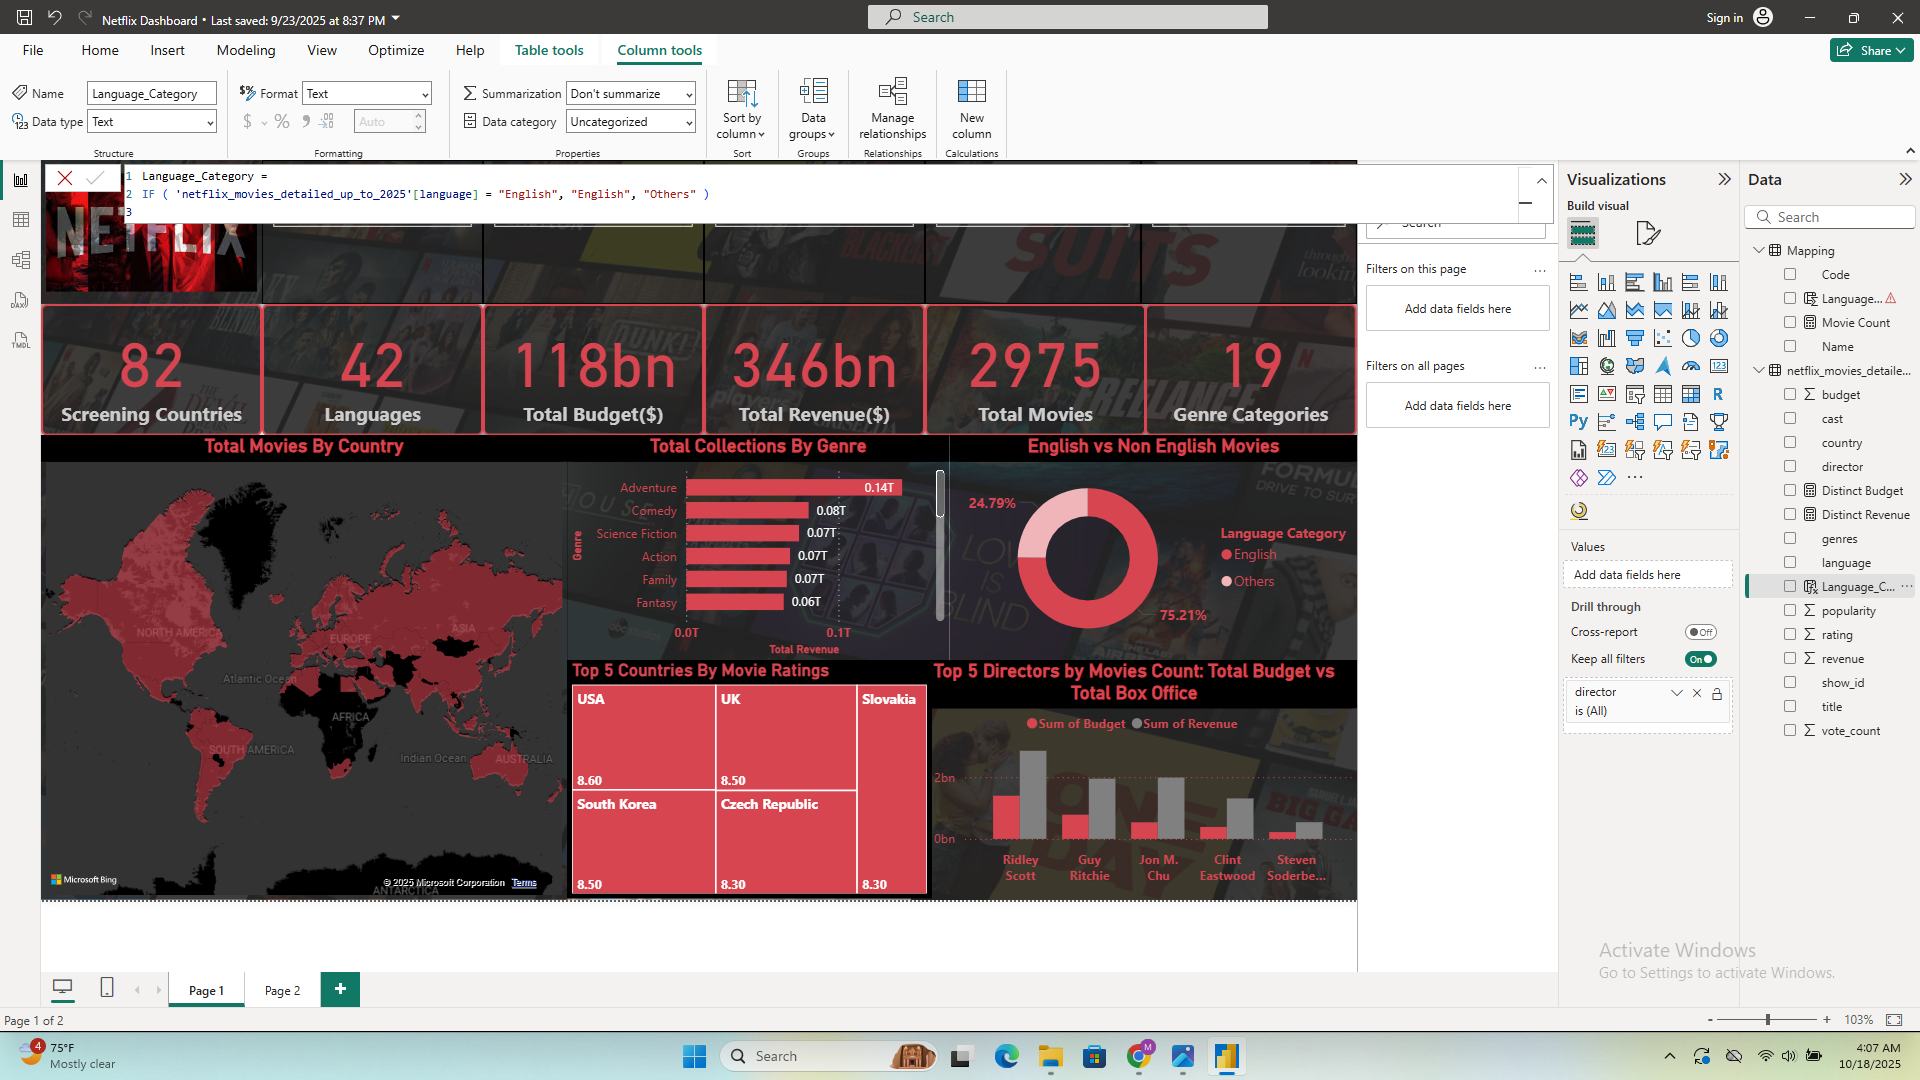 Netflix Dashboard • Last saved: 9/23/2025 at 8:37 PM
Search
Sign in
File
Home
Insert
Modeling
View
Optimize
Help
Table tools
Column tools
Share
Name
Language_Category
Data type
Text
Structure
Format
Text
$
%
Auto
Formatting
Summarization
Don't summarize
Data category
Uncategorized
Properties
Sort by
column
Sort
Data
groups
Groups
Manage
relationships
Relationships
New
column
Calculations
1 Language_Category =
2 IF ( 'netflix_movies_detailed_up_to_2025'[language] = "English", "English", "Others" )
3
NETFLIX
SUITS
82
Screening Countries
42
Languages
118bn
Total Budget($)
346bn
Total Revenue($)
2975
Total Movies
19
Genre Categories
Total Movies By Country
NORTH AMERICA
EUROPE
ASIA
Atlantic Ocean
AFRICA
SOUTH AMERICA
Indian Ocean
AUSTRALIA
ANTARCTICA
Microsoft Bing
© 2025 Microsoft Corporation Terms
Total Collections By Genre
Genre
Adventure 0.14T
Comedy 0.08T
Science Fiction 0.07T
Action 0.07T
Family 0.07T
Fantasy 0.06T
0.0T 0.1T
Total Revenue
English vs Non English Movies
24.79%
75.21%
Language Category
English
Others
Top 5 Countries By Movie Ratings
USA
8.60
UK
8.50
Slovakia
8.30
South Korea
8.50
Czech Republic
8.30
Top 5 Directors by Movies Count: Total Budget vs
Total Box Office
Sum of Budget Sum of Revenue
2bn
0bn
Ridley
Scott
Guy
Ritchie
Jon M.
Chu
Clint
Eastwood
Steven
Soderbe...
Search
Filters on this page
...
Add data fields here
Filters on all pages
...
Add data fields here
Visualizations
Build visual
123
R
Py
...
Values
Add data fields here
Drill through
Cross-report
Off
Keep all filters
On
director
is (All)
Data
Search
Mapping
Code
Language...
Movie Count
Name
netflix_movies_detaile...
budget
cast
country
director
Distinct Budget
Distinct Revenue
genres
language
Language_C... ...
popularity
rating
revenue
show_id
title
vote_count
Activate Windows
Go to Settings to activate Windows.
Page 1
Page 2
+
Page 1 of 2
- + 103%
4
75°F
Mostly clear
Search
M
4:07 AM
10/18/2025